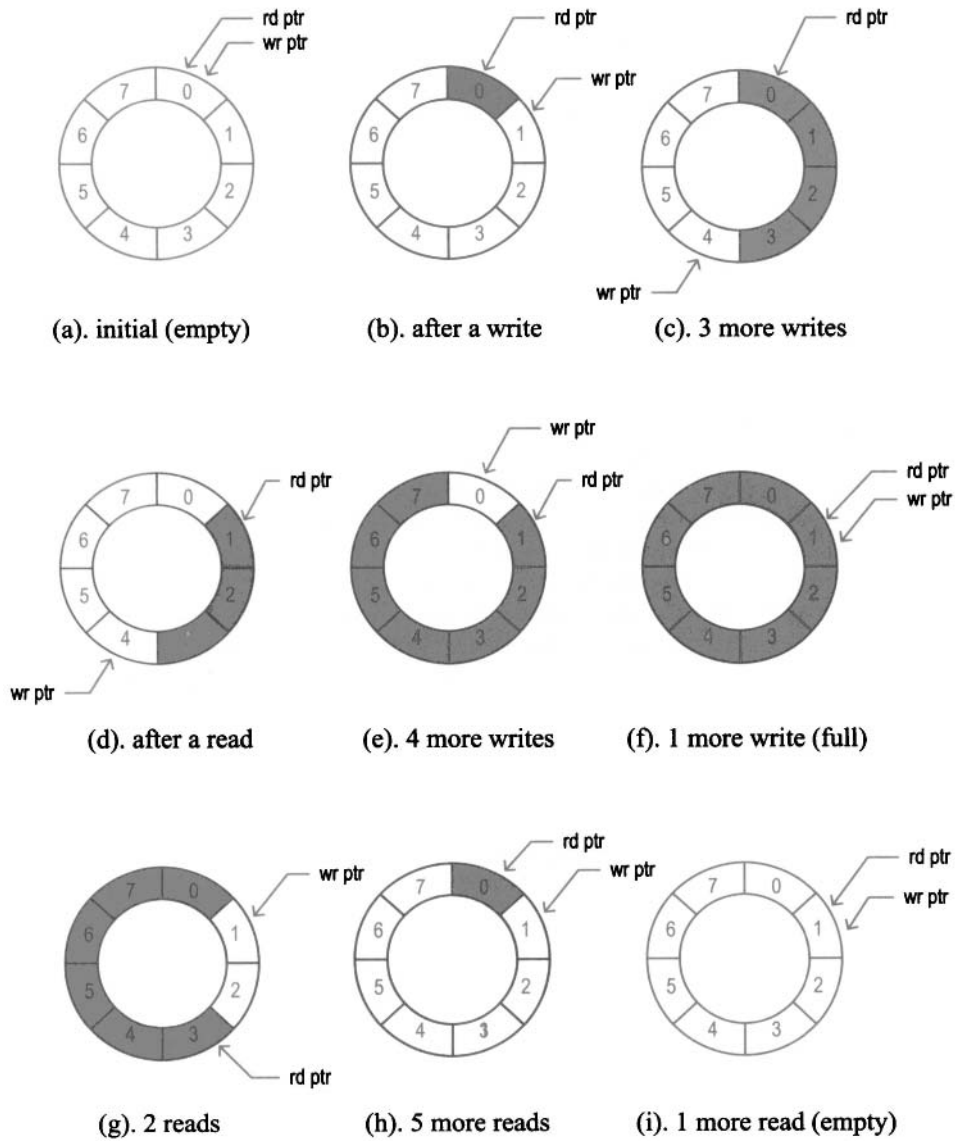 rd ptr
wr ptr
7 0
6 1
5 2
4 3
(a). initial (empty)
rd ptr
wr ptr
7 0
6 1
5 2
4 3
(b). after a write
rd ptr
7 0
6 1
5 2
4 3
wr ptr
(c). 3 more writes
rd ptr
7 0
6 1
5 2
4
wr ptr
(d). after a read
wr ptr
rd ptr
7 0
6 1
5 2
4 3
(e). 4 more writes
rd ptr
wr ptr
7 0
6 1
5 2
4 3
(f). 1 more write (full)
wr ptr
7 0
6 1
5 2
4 3
rd ptr
(g). 2 reads
rd ptr
wr ptr
7 0
6 1
5 2
4 3
(h). 5 more reads
rd ptr
wr ptr
7 0
6 1
5 2
4 3
(i). 1 more read (empty)